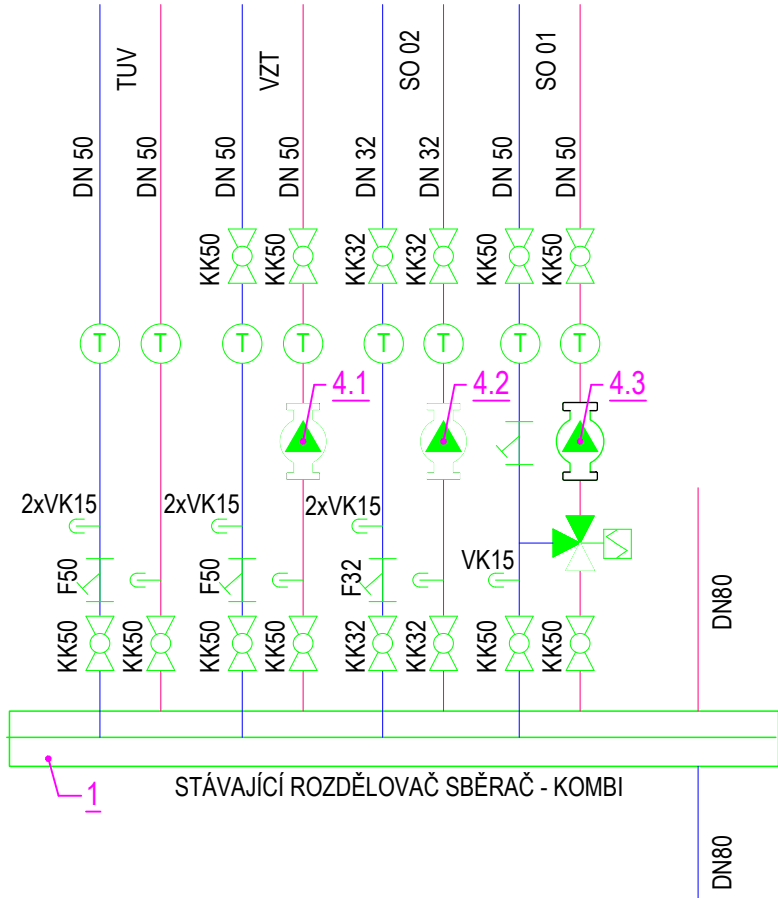 TUV
VZT
SO 02
SO 01
DN 50
DN 50
DN 50
DN 50
DN 32
DN 32
DN 50
DN 50
KK50
KK50
KK32
KK32
KK50
KK50
T
T
T
T
T
T
T
T
4.1
4.2
4.3
2xVK15
2xVK15
2xVK15
VK15
F50
F50
F32
DN80
KK50
KK50
KK50
KK50
KK32
KK32
KK50
KK50
STÁVAJÍCÍ ROZDĚLOVAČ SBĚRAČ - KOMBI
1
DN80